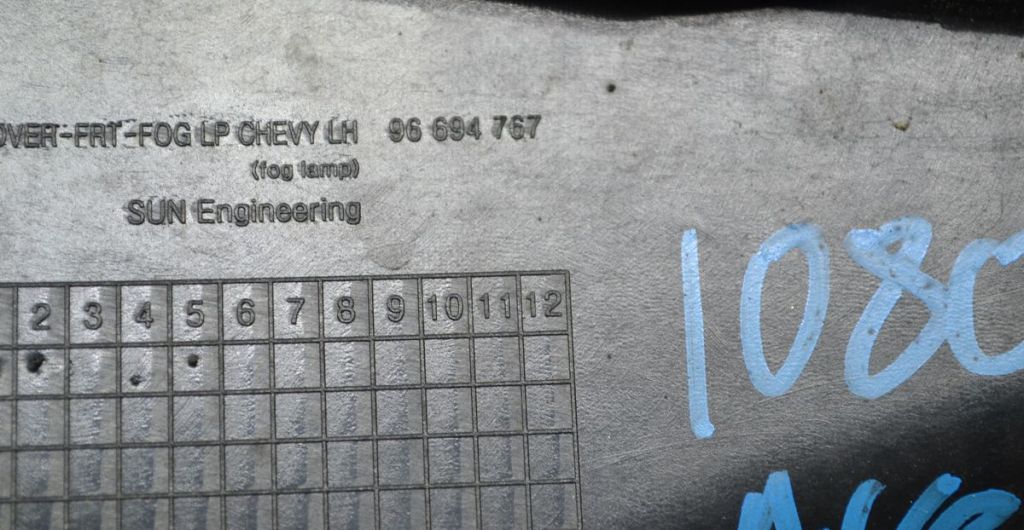 OVER-FRT-FOG LP CHEVY LH 96 694 767
(fog lamp)
SUN Engineering
2 3 4 5 6 7 8 9 10 11 12
108C